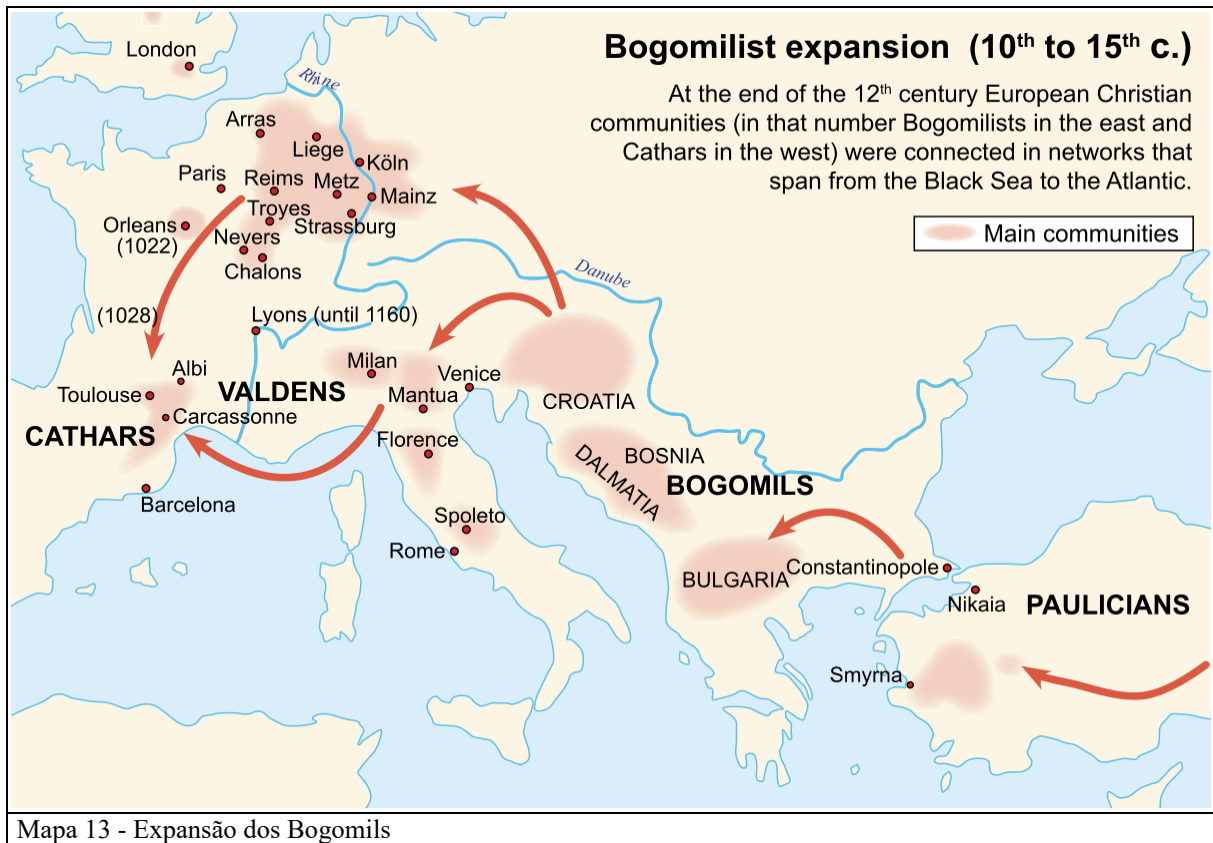 Bogomilist expansion (10th to 15th c.)
At the end of the 12th century European Christian
communities (in that number Bogomilists in the east and
Cathars in the west) were connected in networks that
span from the Black Sea to the Atlantic.
Main communities
London
Rhine
Arras
Liege
Köln
Paris
Reims
Metz
Mainz
Troyes
Strassburg
Orleans
(1022)
Nevers
Chalons
Danube
(1028)
Lyons (until 1160)
Albi
Milan
Venice
Toulouse
VALDENS
Mantua
CROATIA
Carcassonne
CATHARS
Florence
BOSNIA
DALMATIA
BOGOMILS
Barcelona
Spoleto
Rome
BULGARIA
Constantinopole
Nikaia
PAULICIANS
Smyrna
Mapa 13 - Expansão dos Bogomils